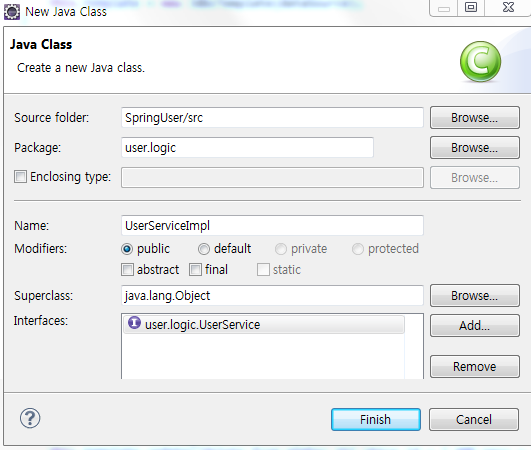 New Java Class
Java Class
Create a new Java class.
C
Source folder: SpringUser/src Browse...
Package: user.logic Browse...
Enclosing type: Browse...
Name: UserServiceImpl
Modifiers: public default private protected
abstract final static
Superclass: java.lang.Object Browse...
Interfaces: I user.logic.UserService Add...
Remove
? Finish Cancel